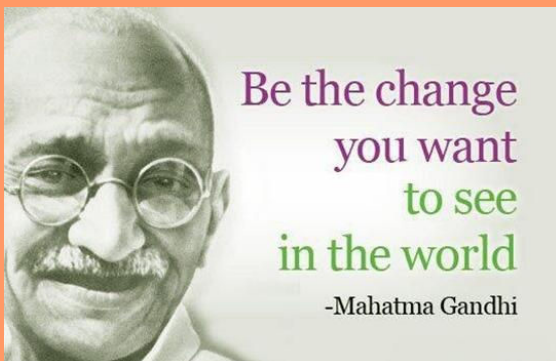 Be the change
you want
to see
in the world
-Mahatma Gandhi